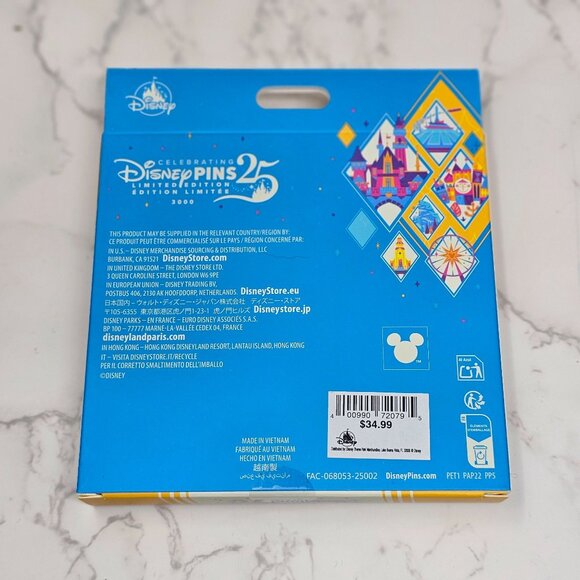 Disney
CELEBRATING
Disney PINS 25
LIMITED EDITION
ÉDITION LIMITÉE
3000
THIS PRODUCT MAY BE SUPPLIED IN THE RELEVANT COUNTRY/REGION BY:
CE PRODUIT PEUT ÊTRE COMMERCIALISÉ SUR LE PAYS / RÉGION CONCERNÉ PAR:
IN U.S. - DISNEY MERCHANDISE SOURCING & DISTRIBUTION, LLC
BURBANK, CA 91521 DisneyStore.com
IN UNITED KINGDOM - THE DISNEY STORE LTD.
3 QUEEN CAROLINE STREET, LONDON W6 9PE
IN EUROPEAN UNION - DISNEY TRADING BV,
POSTBUS 406, 2130 AK HOOFDDORP, NETHERLANDS. DisneyStore.eu
日本国内 - ウォルト・ディズニー・ジャパン株式会社 ディズニー・ストア
〒105-6355 東京都港区虎ノ門1-23-1 虎ノ門ヒルズ Disneystore.jp
DISNEY PARKS - EN FRANCE - EURO DISNEY ASSOCIÉS S.A.S.
BP 100 - 77777 MARNE-LA-VALLÉE CEDEX 04, FRANCE
disneylandparis.com
IN HONG KONG - HONG KONG DISNEYLAND RESORT, LANTAU ISLAND, HONG KONG
IT - VISITA DISNEYSTORE.IT/RECYCLE
PER IL CORRETTO SMALTIMENTO DELL'IMBALLO
©DISNEY
TM
4 00990 72079 5
$34.99
Disney
MADE IN VIETNAM
FABRIQUÉ AU VIETNAM
HECHO EN VIETNAM
越南製
صنع في فيتنام
FAC-068053-25002
DisneyPins.com
ÉLÉMENTS
D'EMBALLAGE
PET1 PAP22 PP5